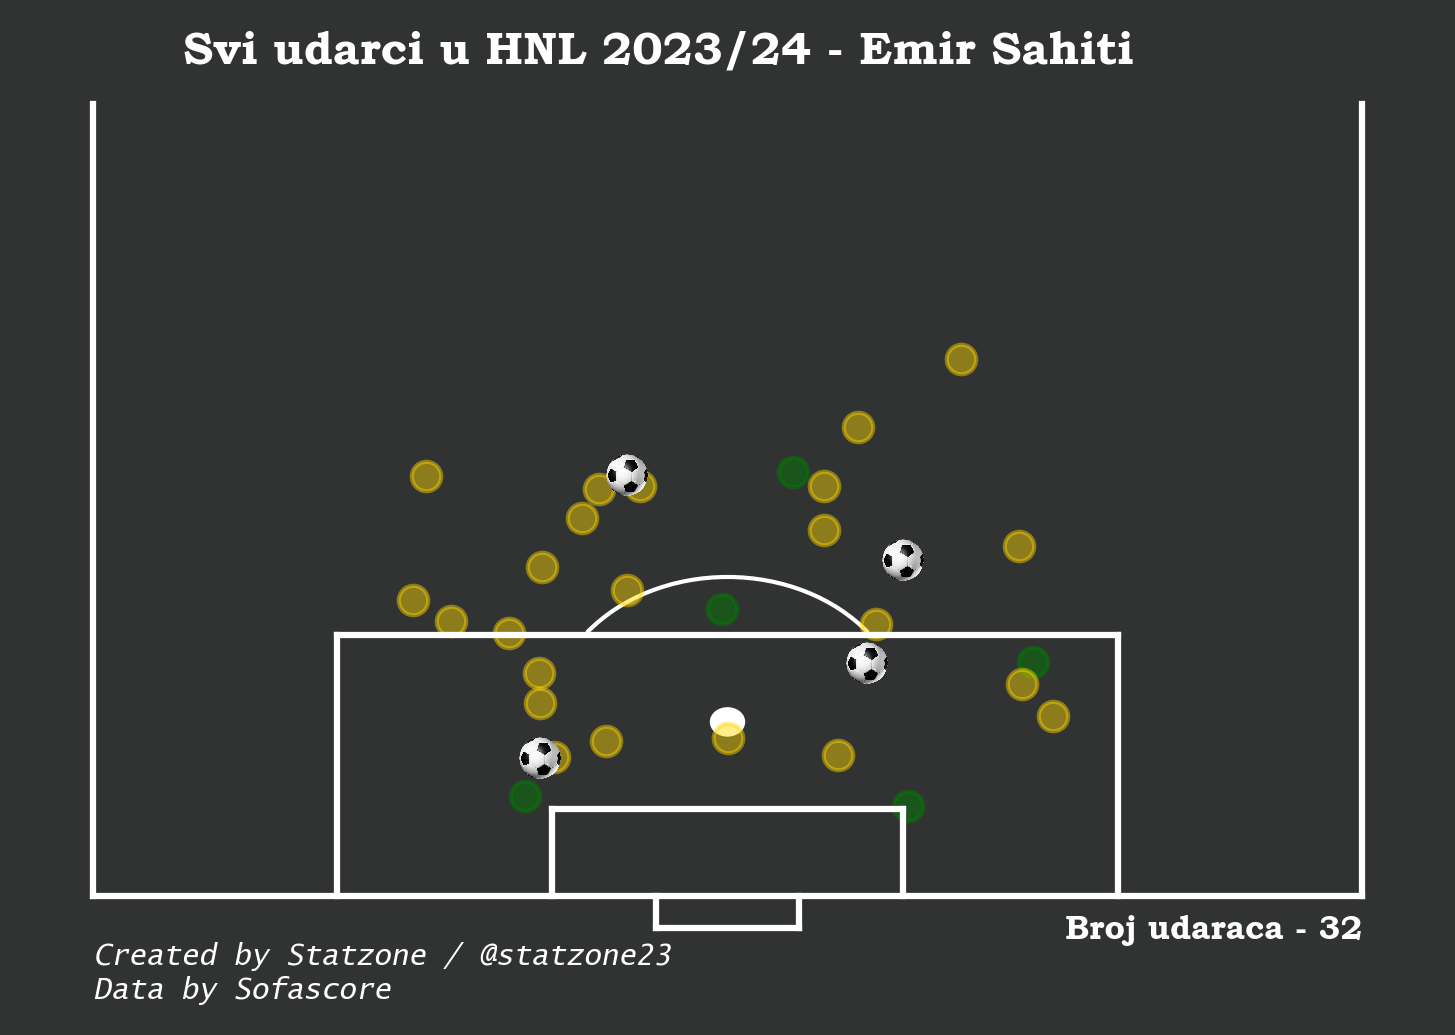 Svi udarci u HNL 2023/24 - Emir Sahiti
Broj udaraca - 32
Created by Statzone / @statzone23
Data by Sofascore